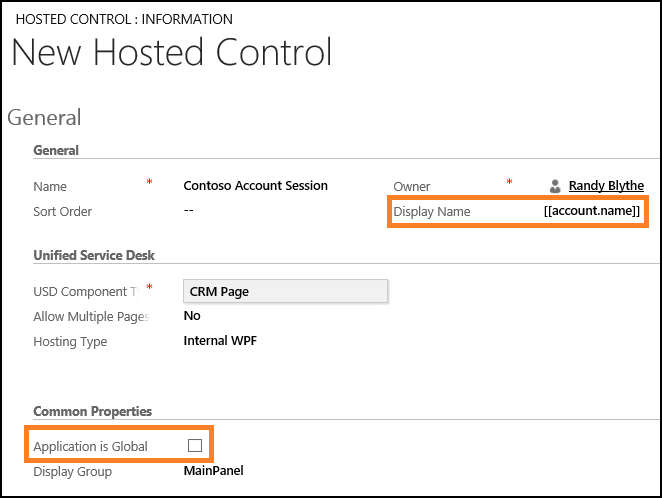 HOSTED CONTROL : INFORMATION
New Hosted Control
General
General
Name * Contoso Account Session Owner * Randy Blythe
Sort Order -- Display Name [[account.name]]
Unified Service Desk
USD Component T * CRM Page
Allow Multiple Pages No
Hosting Type Internal WPF
Common Properties
Application is Global
Display Group MainPanel